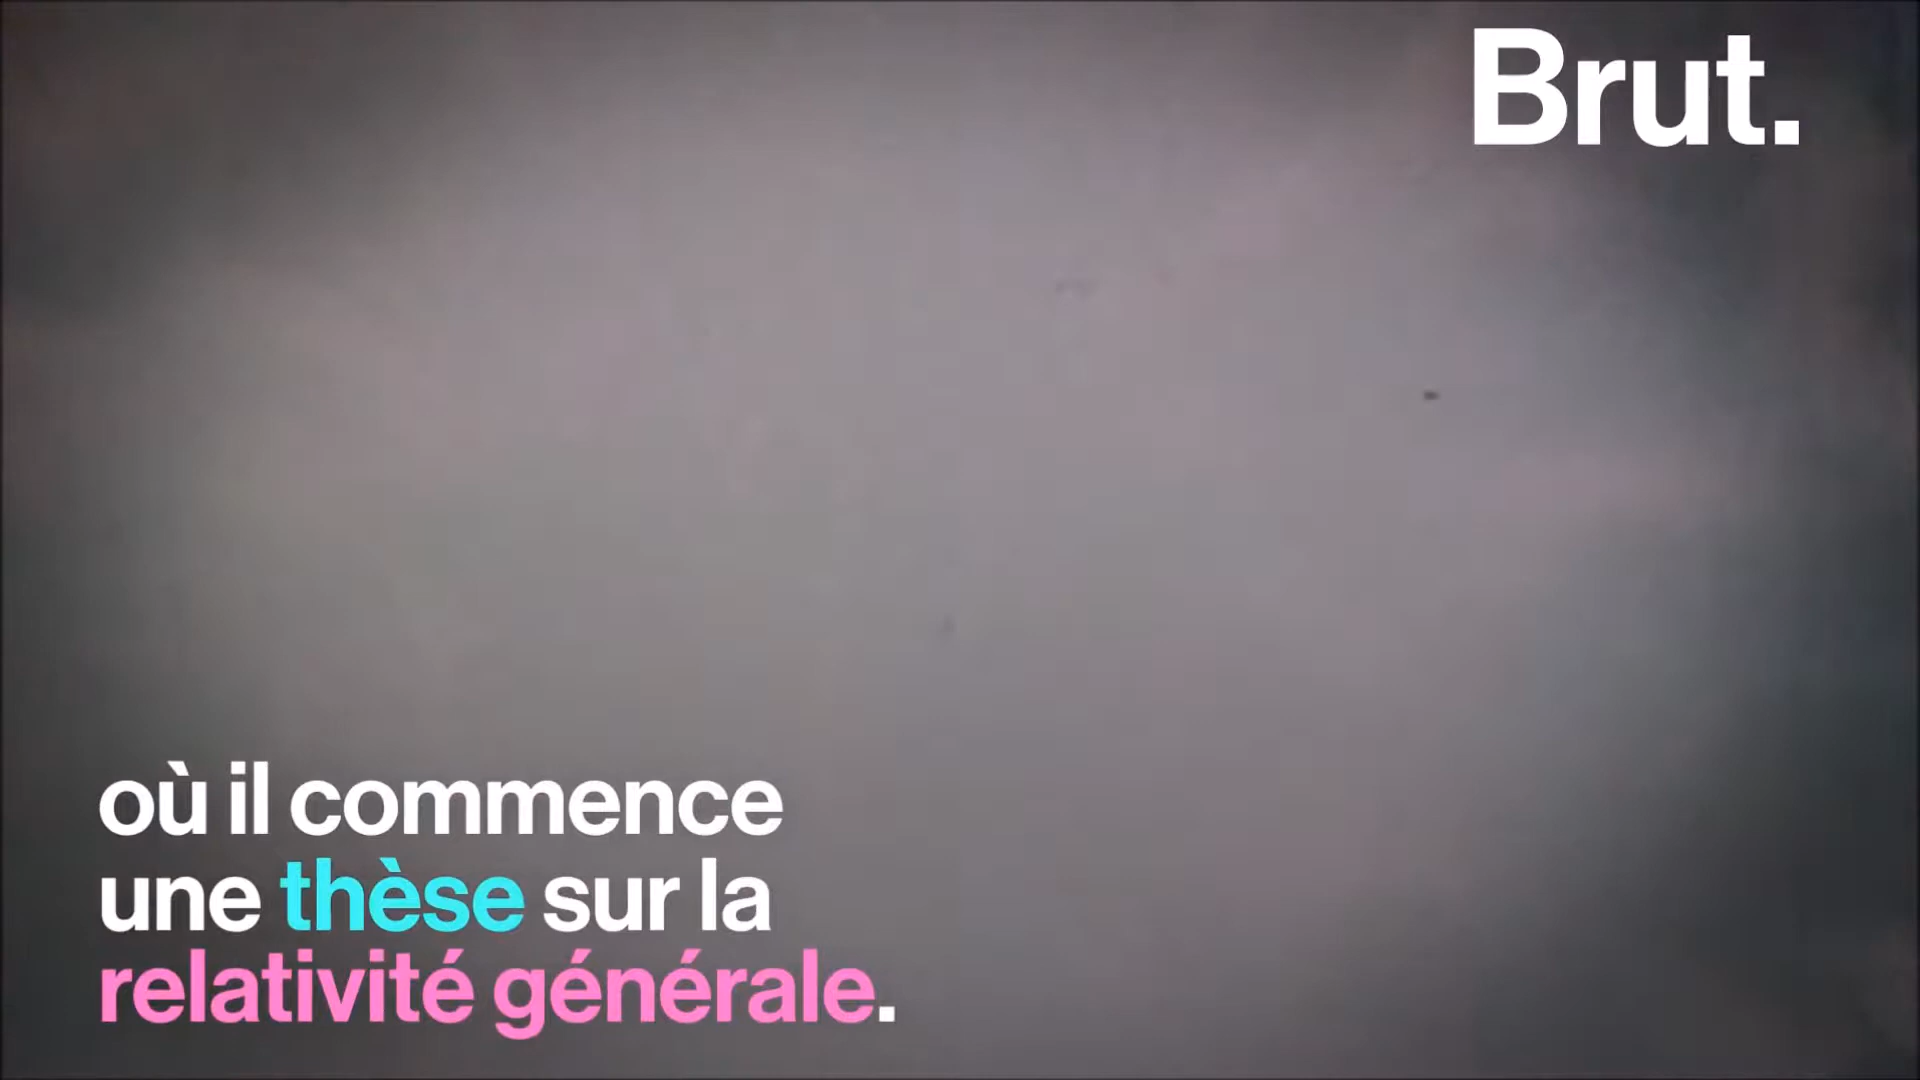 Brut.
où il commence
une thèse sur la
relativité générale.